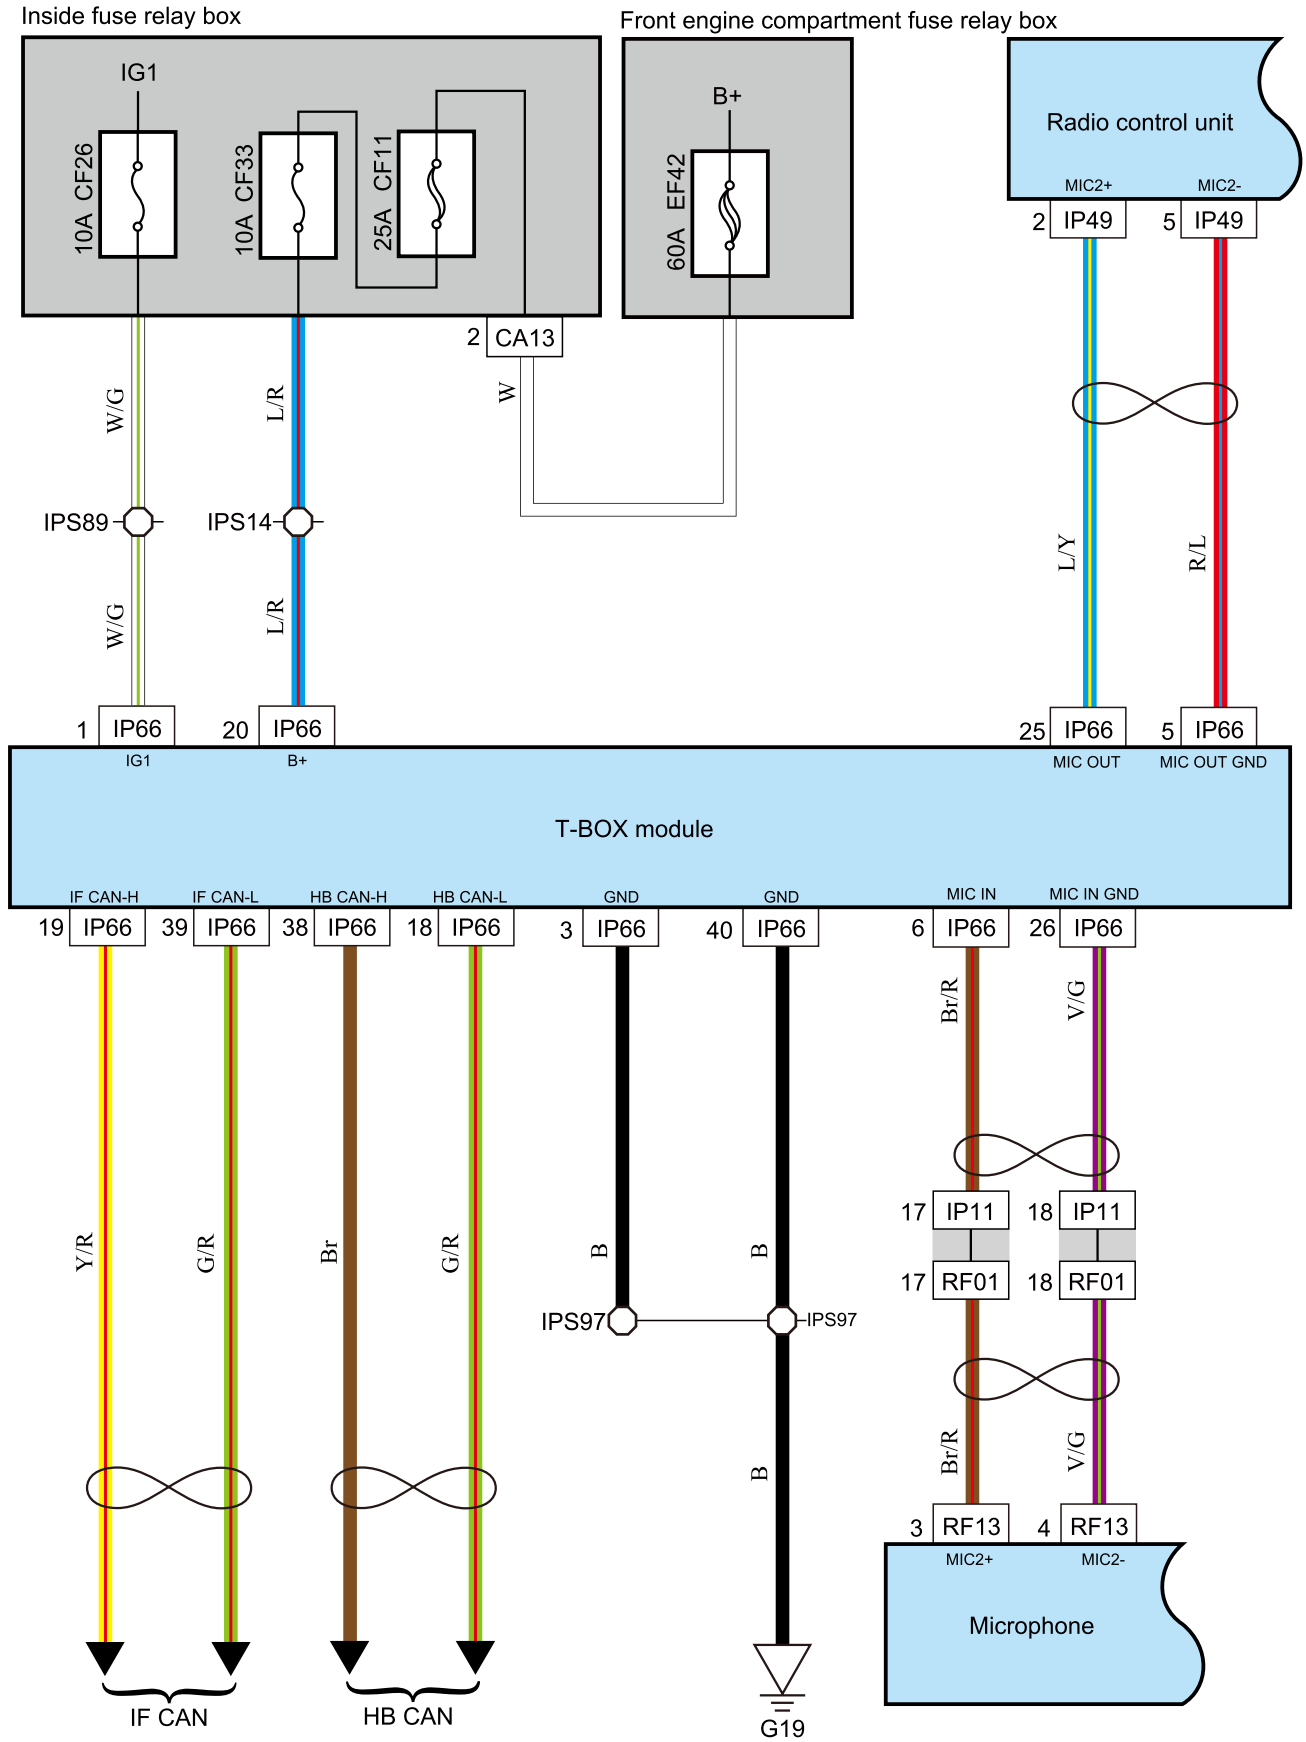 Inside fuse relay box
Front engine compartment fuse relay box
IG1
10A CF26
10A CF33
25A CF11
B+
60A EF42
Radio control unit
MIC2+
MIC2-
2 IP49
5 IP49
2 CA13
W/G
L/R
W
IPS89
IPS14
L/Y
R/L
W/G
L/R
1 IP66
20 IP66
25 IP66
5 IP66
IG1
B+
MIC OUT
MIC OUT GND
T-BOX module
IF CAN-H
IF CAN-L
HB CAN-H
HB CAN-L
GND
GND
MIC IN
MIC IN GND
19 IP66
39 IP66
38 IP66
18 IP66
3 IP66
40 IP66
6 IP66
26 IP66
Br/R
V/G
17 IP11
18 IP11
Y/R
G/R
Br
G/R
B
B
17 RF01
18 RF01
IPS97
IPS97
Br/R
V/G
B
3 RF13
4 RF13
MIC2+
MIC2-
Microphone
IF CAN
HB CAN
G19